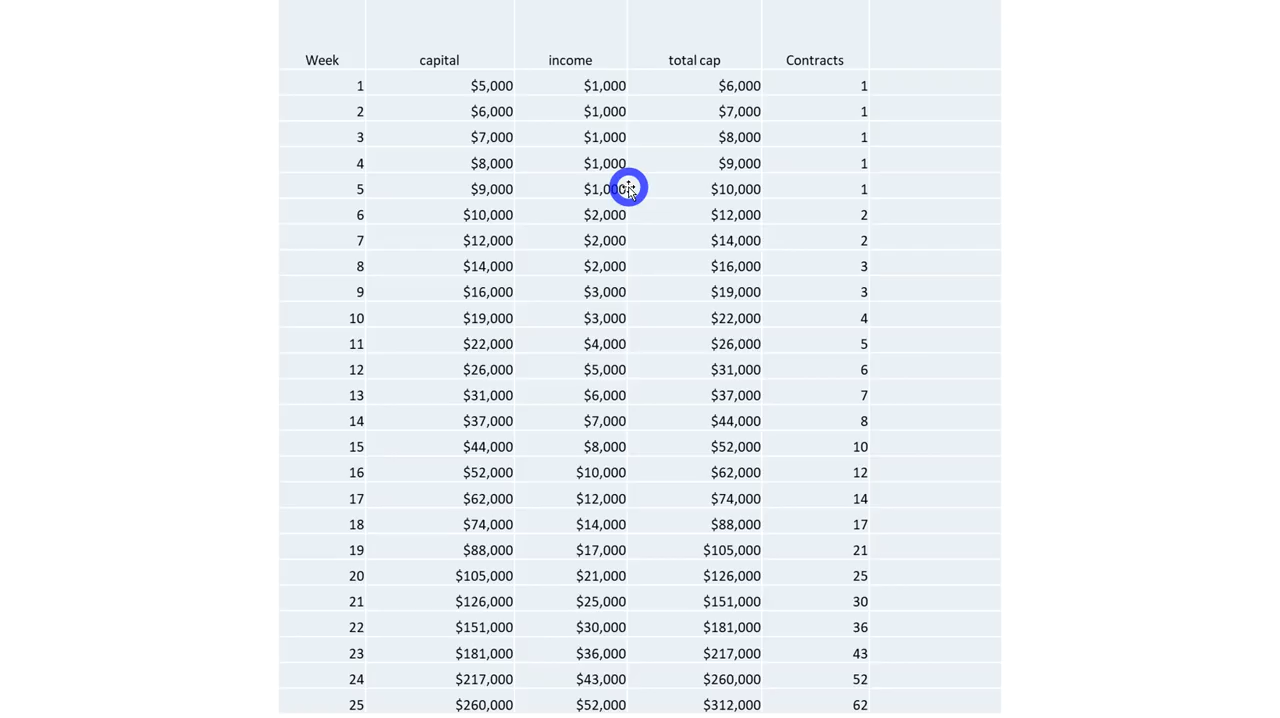 Week capital income total cap Contracts
1 $5,000 $1,000 $6,000 1
2 $6,000 $1,000 $7,000 1
3 $7,000 $1,000 $8,000 1
4 $8,000 $1,000 $9,000 1
5 $9,000 $1,000 $10,000 1
6 $10,000 $2,000 $12,000 2
7 $12,000 $2,000 $14,000 2
8 $14,000 $2,000 $16,000 3
9 $16,000 $3,000 $19,000 3
10 $19,000 $3,000 $22,000 4
11 $22,000 $4,000 $26,000 5
12 $26,000 $5,000 $31,000 6
13 $31,000 $6,000 $37,000 7
14 $37,000 $7,000 $44,000 8
15 $44,000 $8,000 $52,000 10
16 $52,000 $10,000 $62,000 12
17 $62,000 $12,000 $74,000 14
18 $74,000 $14,000 $88,000 17
19 $88,000 $17,000 $105,000 21
20 $105,000 $21,000 $126,000 25
21 $126,000 $25,000 $151,000 30
22 $151,000 $30,000 $181,000 36
23 $181,000 $36,000 $217,000 43
24 $217,000 $43,000 $260,000 52
25 $260,000 $52,000 $312,000 62